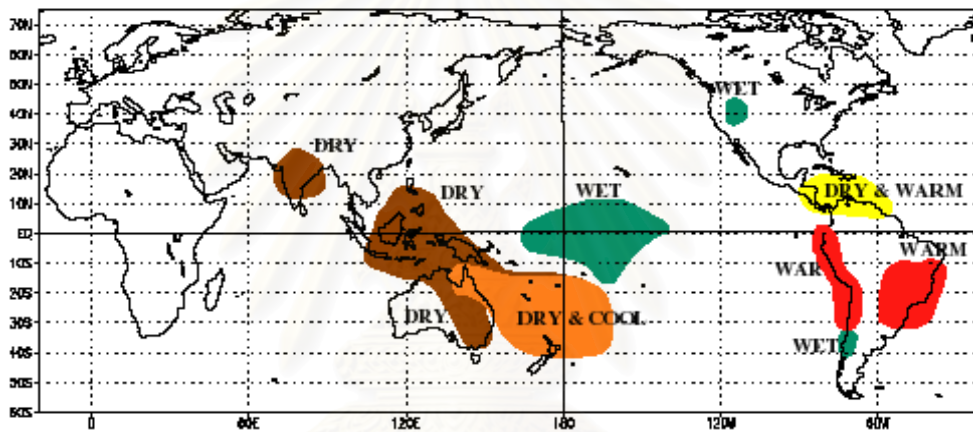 70N
60N
50N
WET
40N
30N
DRY
20N
DRY
WET
DRY & WARM
10N
EQ
WARM
10S
WAR
20S
30S
DRY
DRY & COOL
WET
40S
50S
60S
0
60E
120E
180
120W
60W